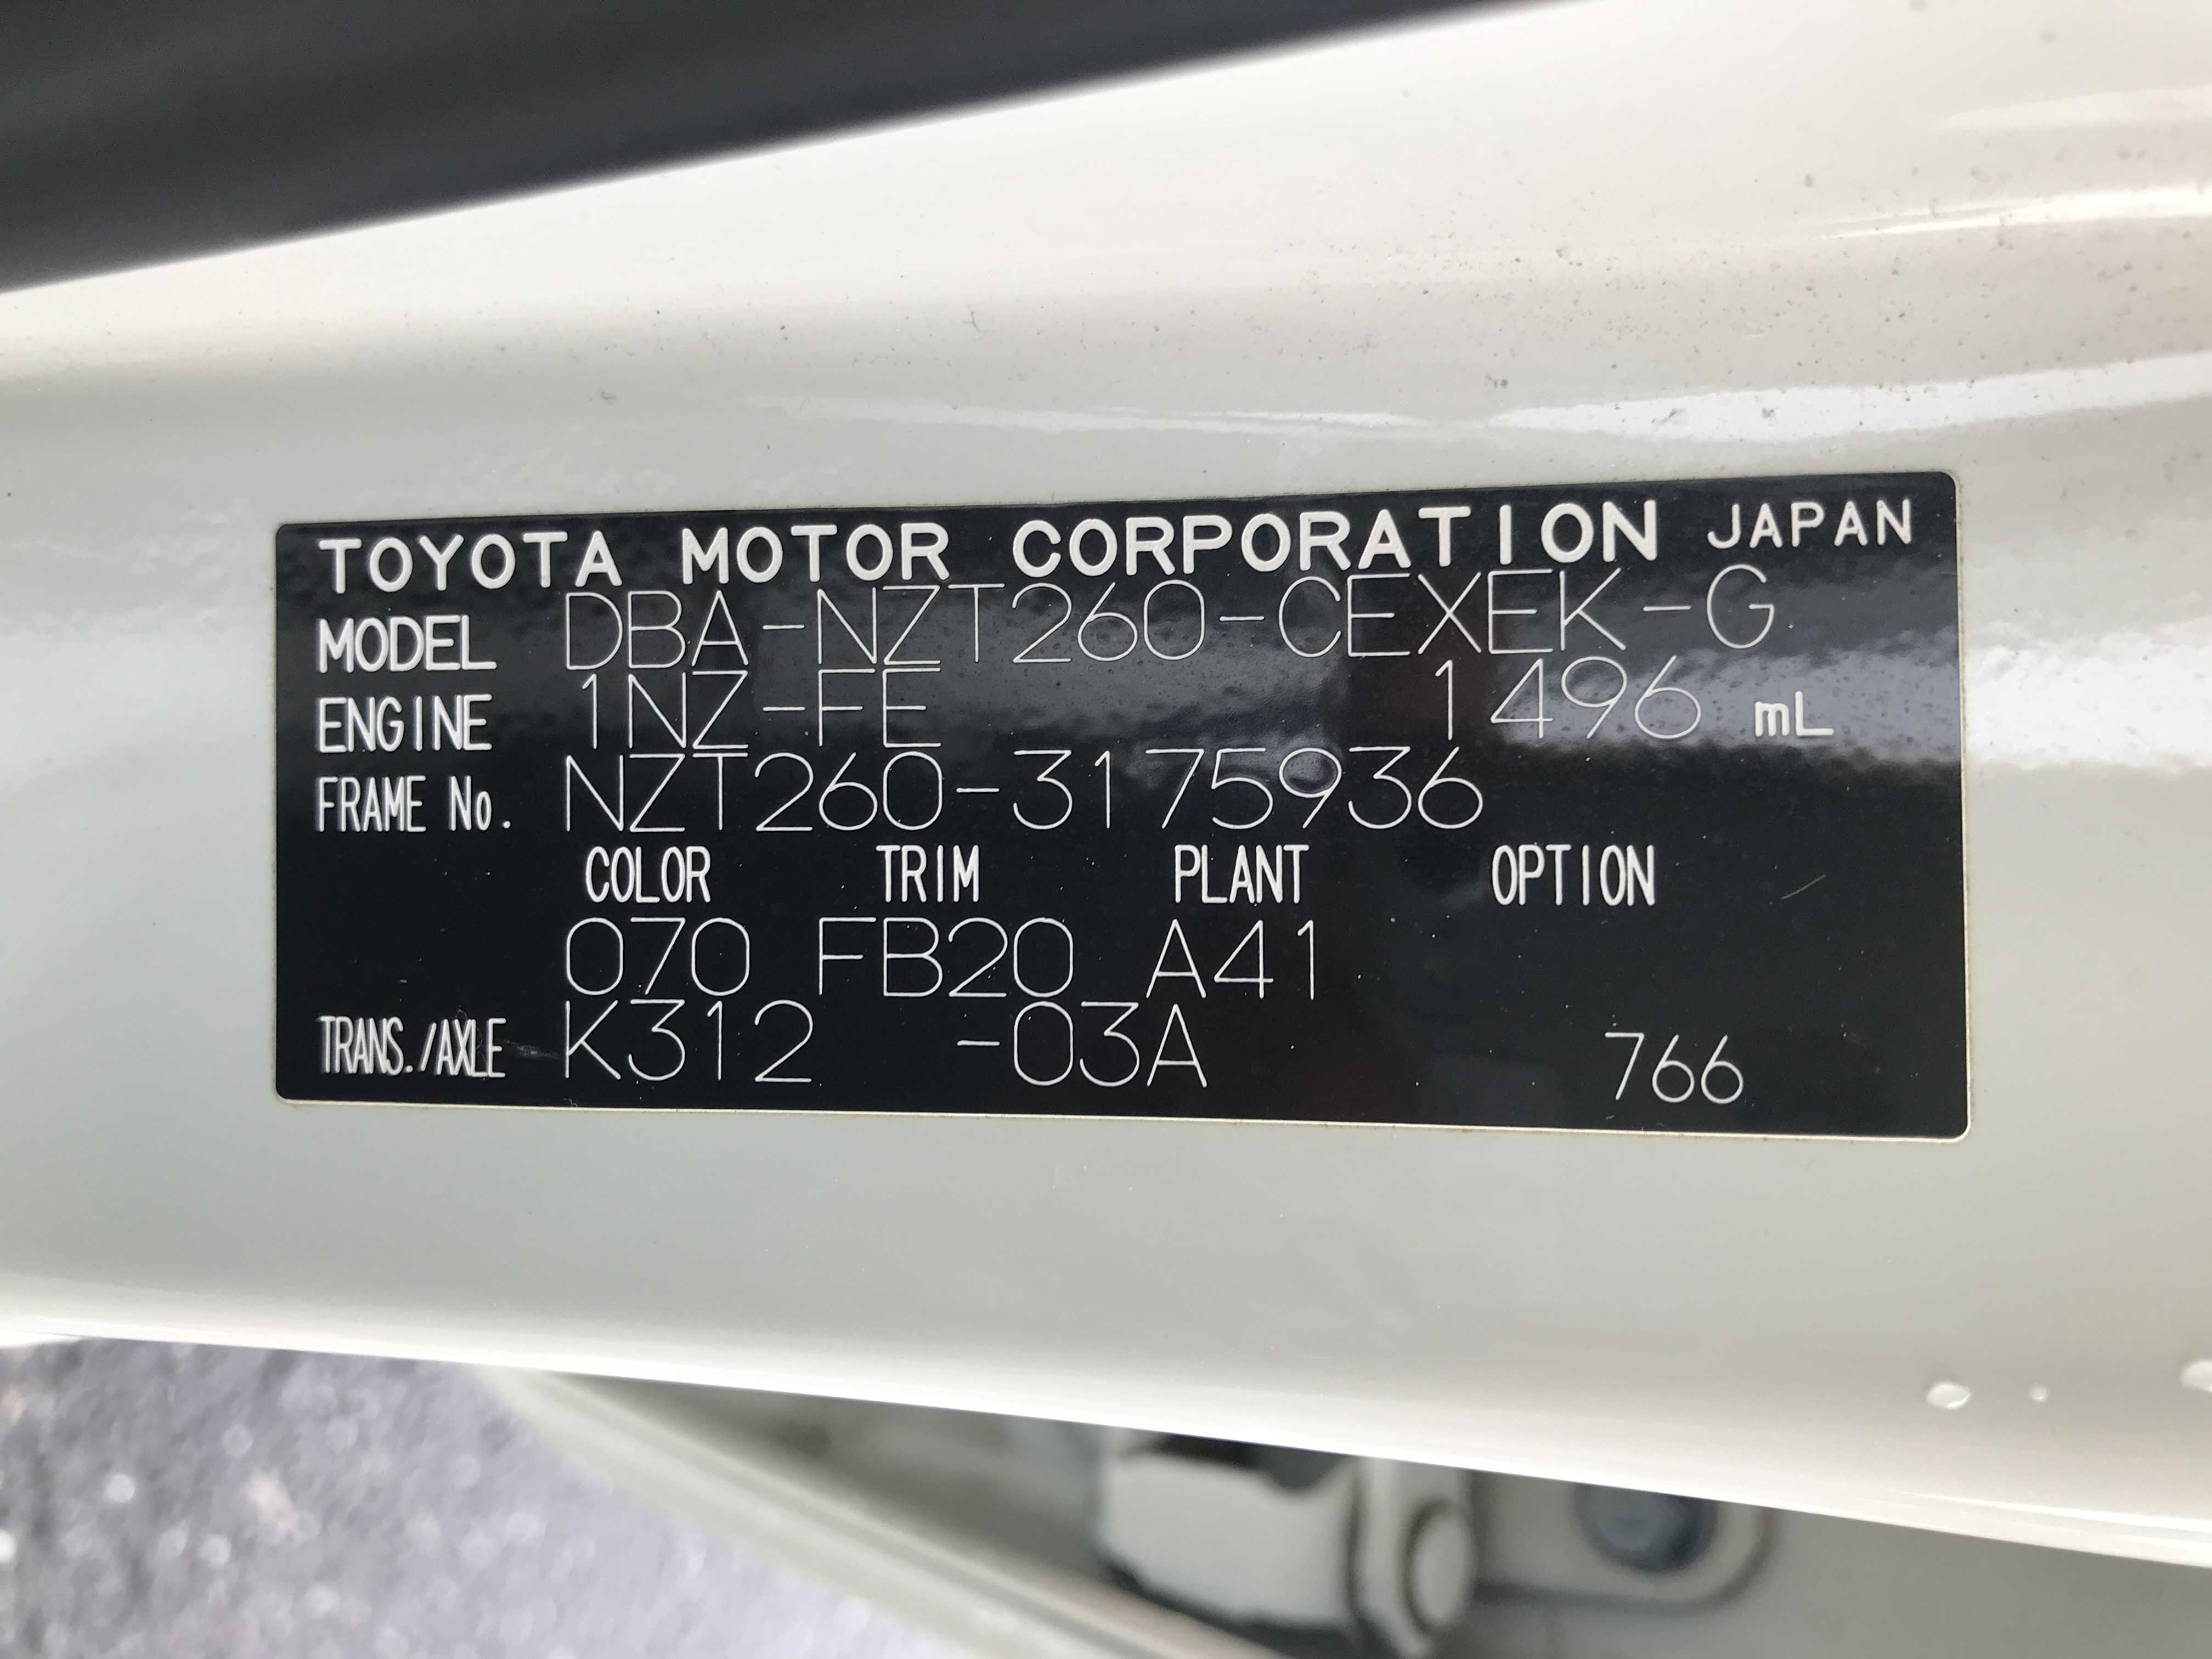 TOYOTA MOTOR CORPORATION JAPAN
MODEL DBA-NZT260-CEXEK-G
ENGINE 1NZ-FE 1496 mL
FRAME No. NZT260-3175936
COLOR TRIM PLANT OPTION
070 FB20 A41
TRANS./AXLE K312 -03A 766